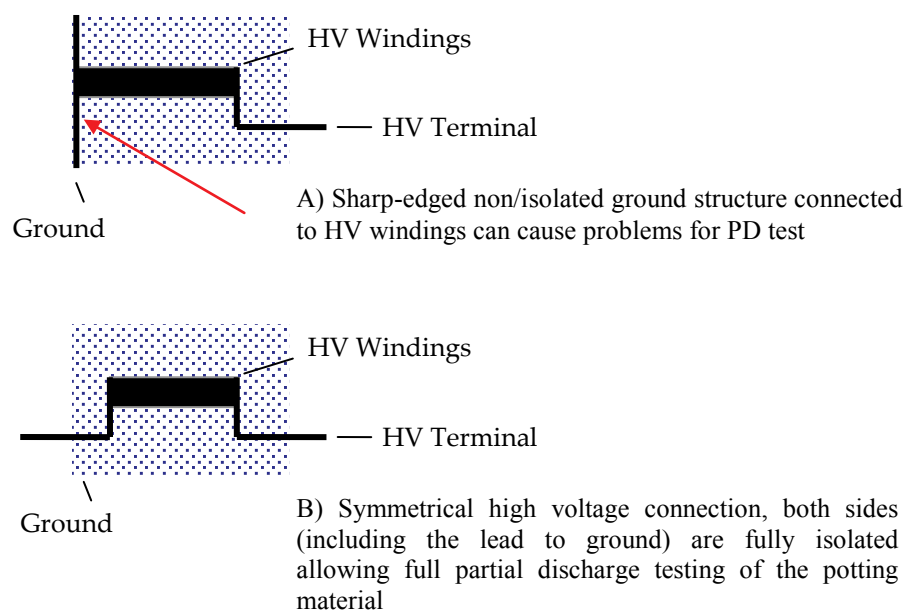 HV Windings
HV Terminal
Ground
A) Sharp-edged non/isolated ground structure connected
to HV windings can cause problems for PD test
HV Windings
HV Terminal
Ground
B) Symmetrical high voltage connection, both sides
(including the lead to ground) are fully isolated
allowing full partial discharge testing of the potting
material